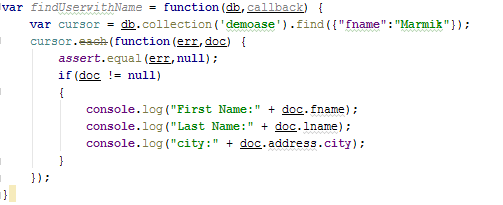 var findUserwithName = function(db,callback) {
    var cursor = db.collection('demoase').find({"fname":"Marmik"});
    cursor.each(function(err,doc) {
        assert.equal(err,null);
        if(doc != null)
        {
            console.log("First Name:" + doc.fname);
            console.log("Last Name:" + doc.lname);
            console.log("city:" + doc.address.city);
        }
    });
}